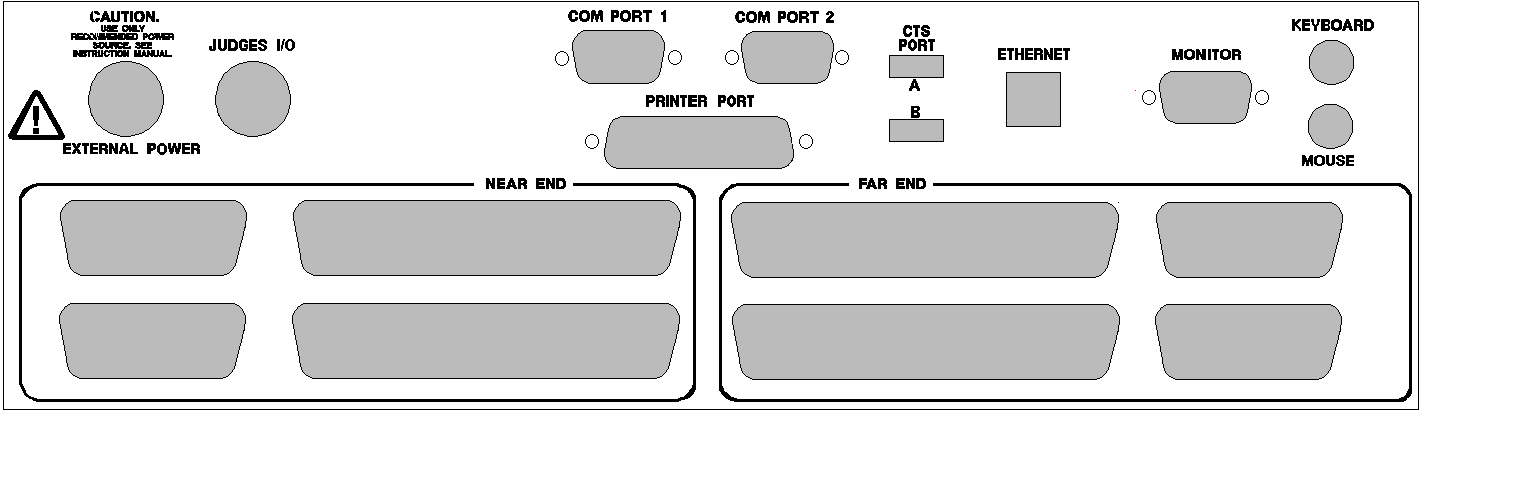 CAUTION.
USE ONLY
RECOMMENDED POWER
SOURCE. SEE
INSTRUCTION MANUAL.
EXTERNAL POWER
JUDGES I/O
COM PORT 1
COM PORT 2
PRINTER PORT
CTS
PORT
A
B
ETHERNET
MONITOR
KEYBOARD
MOUSE
NEAR END
FAR END